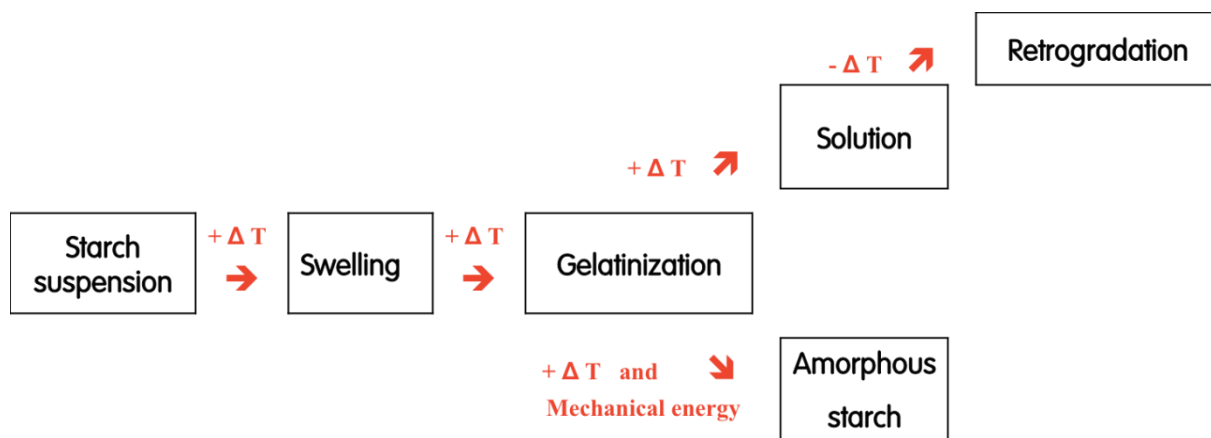 Retrogradation
- Δ T
Solution
+ Δ T
Starch
suspension
+ Δ T
Swelling
+ Δ T
Gelatinization
+ Δ T and
Mechanical energy
Amorphous
starch